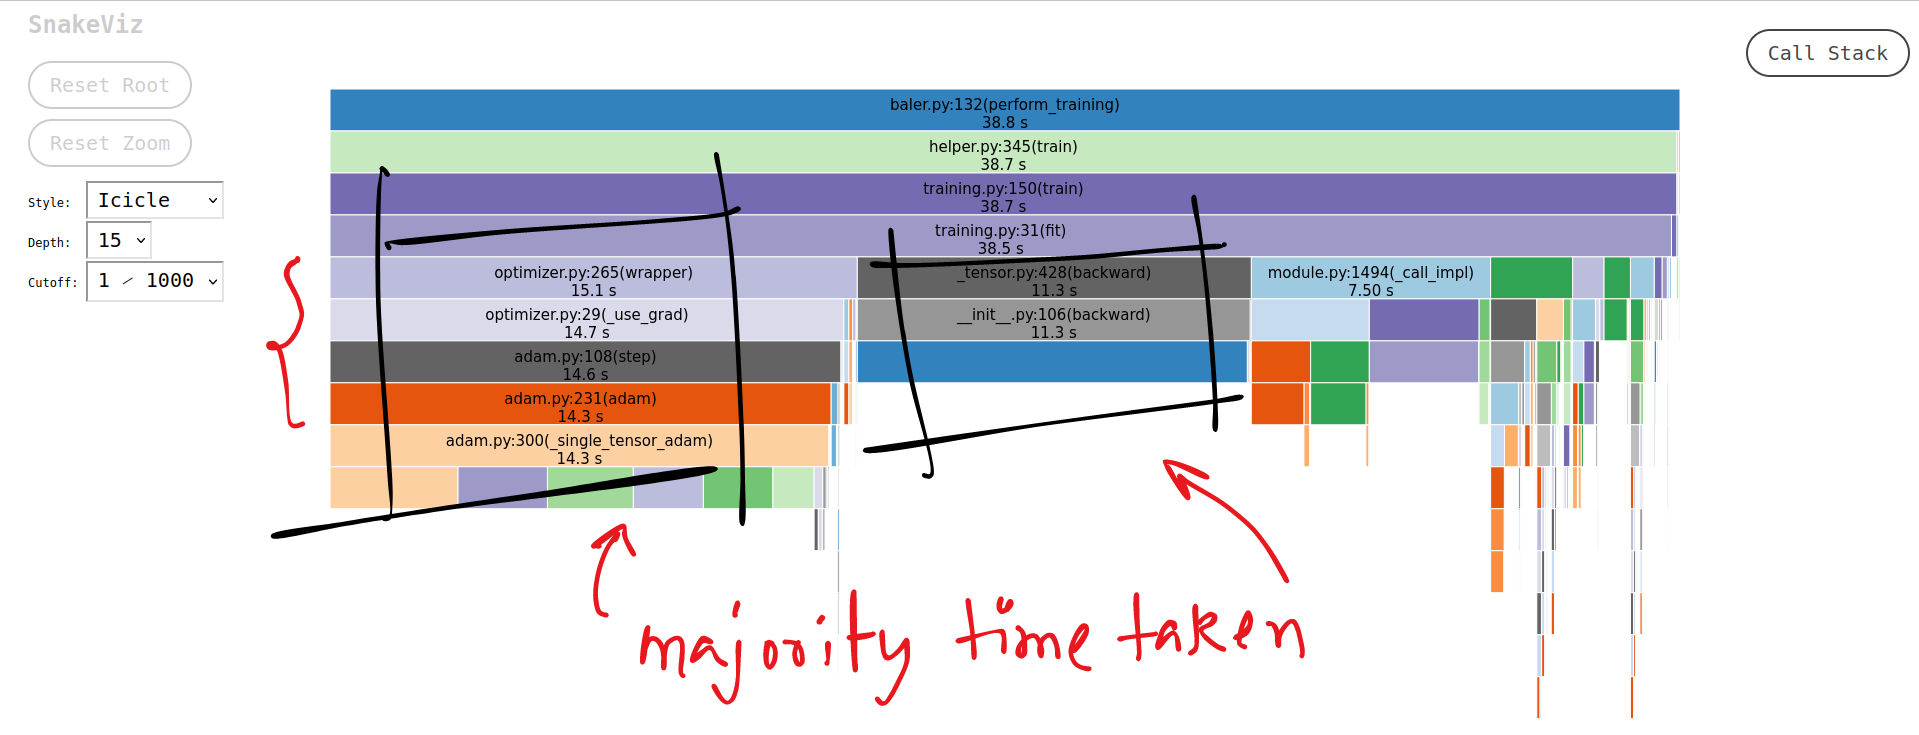 SnakeViz
Call Stack
Reset Root
Reset Zoom
Style: Icicle
Depth: 15
Cutoff: 1 / 1000
baler.py:132(perform_training)
38.8 s
helper.py:345(train)
38.7 s
training.py:150(train)
38.7 s
training.py:31(fit)
38.5 s
optimizer.py:265(wrapper)
15.1 s
_tensor.py:428(backward)
11.3 s
module.py:1494(_call_impl)
7.50 s
optimizer.py:29(_use_grad)
14.7 s
__init__.py:106(backward)
11.3 s
adam.py:108(step)
14.6 s
adam.py:231(adam)
14.3 s
adam.py:300(_single_tensor_adam)
14.3 s
majority time taken